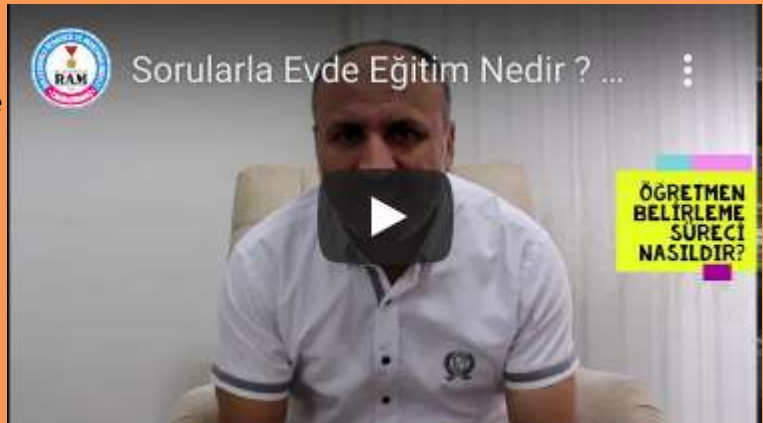 RAM
Sorularla Evde Eğitim Nedir ? ...
ÖĞRETMEN
BELİRLEME
SÜRECİ
NASILDIR?